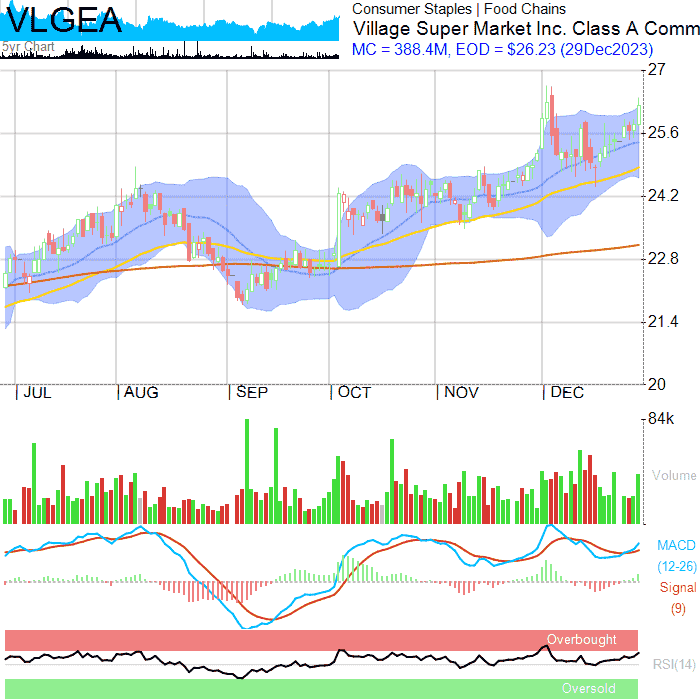 VLGEA
5yr Chart
Consumer Staples | Food Chains
Village Super Market Inc. Class A Comm
MC = 388.4M, EOD = $26.23 (29Dec2023)
27
25.6
24.2
22.8
21.4
20
| JUL | AUG | SEP | OCT | NOV | DEC
84k
Volume
MACD
(12-26)
Signal
(9)
Overbought
RSI(14)
Oversold